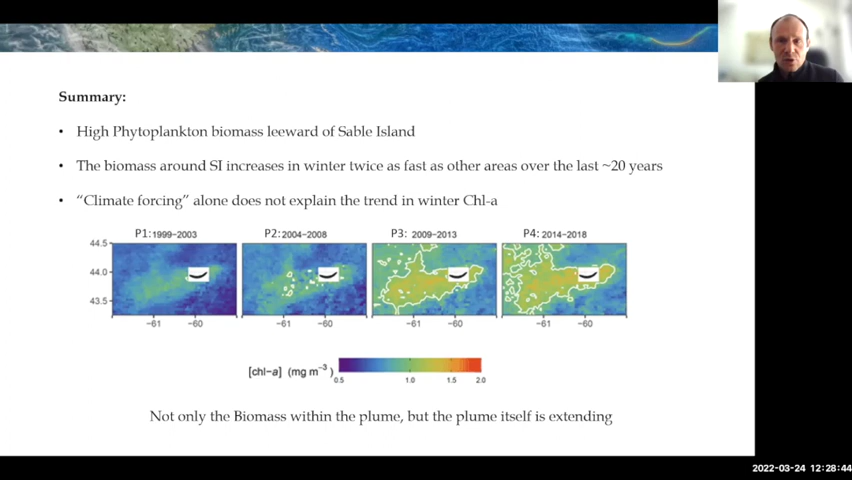 Summary:
• High Phytoplankton biomass leeward of Sable Island
• The biomass around SI increases in winter twice as fast as other areas over the last ~20 years
• “Climate forcing” alone does not explain the trend in winter Chl-a
P1: 1999−2003 P2: 2004−2008 P3: 2009−2013 P4: 2014−2018
44.5
44.0
43.5
−61 −60 −61 −60 −61 −60 −61 −60
[chl−a] (mg m−3)
0.5 1.0 1.5 2.0
Not only the Biomass within the plume, but the plume itself is extending
2022-03-24 12:28:44